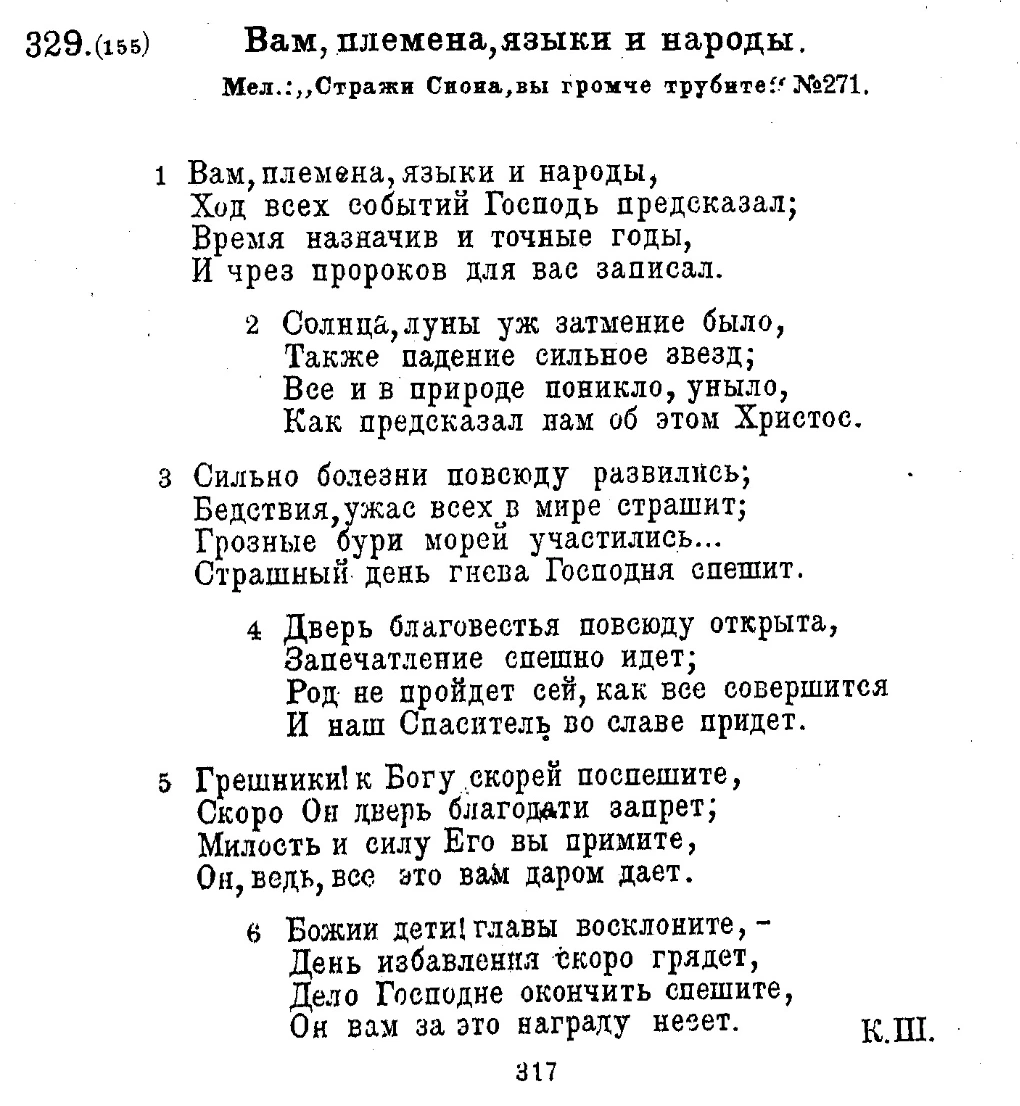 329.(155) Вам, племена, языки и народы.
Мел.: ,,Стражи Сиона, вы громче трубите:" №271.
1 Вам, племена, языки и народы,
Ход всех событий Господь предсказал;
Время назначив и точные годы,
И чрез пророков для вас записал.
2 Солнца, луны уж затмение было,
Также падение сильное звезд;
Все и в природе поникло, уныло,
Как предсказал нам об этом Христос.
3 Сильно болезни повсюду развились;
Бедствия, ужас всех в мире страшит;
Грозные бури морей участились...
Страшный день гнева Господня спешит.
4 Дверь благовестья повсюду открыта,
Запечатление спешно идет;
Род не пройдет сей, как все совершится
И наш Спаситель во славе придет.
5 Грешники! к Богу скорей поспешите,
Скоро Он дверь благодати запрет;
Милость и силу Его вы примите,
Он, ведь, все это вам даром дает.
6 Божии дети! главы восклоните, -
День избавления скоро грядет,
Дело Господне окончить спешите,
Он вам за это награду несет.
К.Ш.
317